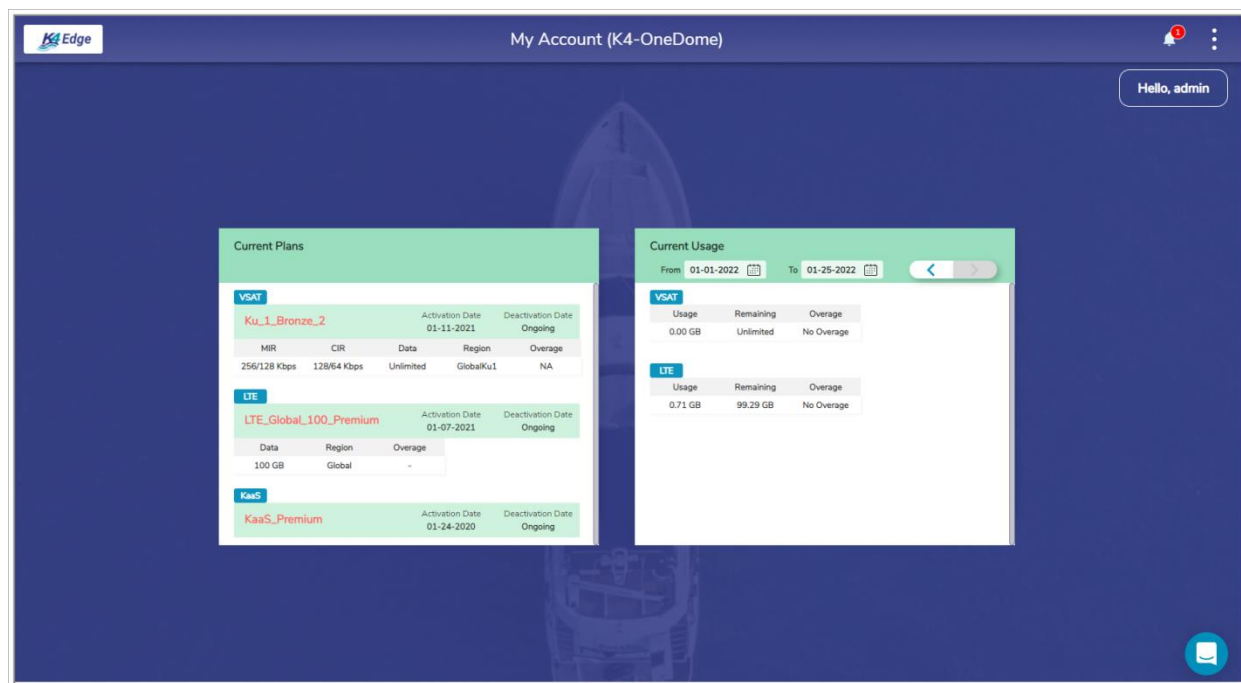 K4 Edge
My Account (K4-OneDome)
1
Hello, admin
Current Plans
VSAT
Ku_1_Bronze_2
Activation Date
01-11-2021
Deactivation Date
Ongoing
MIR CIR Data Region Overage
256/128 Kbps 128/64 Kbps Unlimited GlobalKu1 NA
LTE
LTE_Global_100_Premium
Activation Date
01-07-2021
Deactivation Date
Ongoing
Data Region Overage
100 GB Global -
KaaS
KaaS_Premium
Activation Date
01-24-2020
Deactivation Date
Ongoing
Current Usage
From 01-01-2022 To 01-25-2022
VSAT
Usage Remaining Overage
0.00 GB Unlimited No Overage
LTE
Usage Remaining Overage
0.71 GB 99.29 GB No Overage